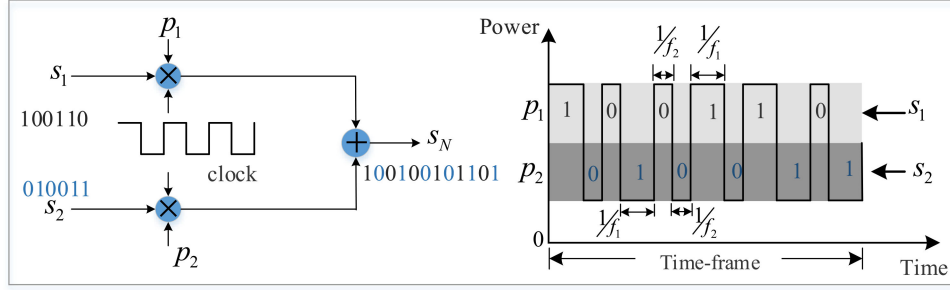 p1
s1
100110
clock
sN
010011
100100101101
s2
p2
Power
1/f2
1/f1
p1
1 0 0 1 1 0
s1
p2
0 1 0 0 1 1
s2
1/f1
1/f2
0
Time-frame
Time